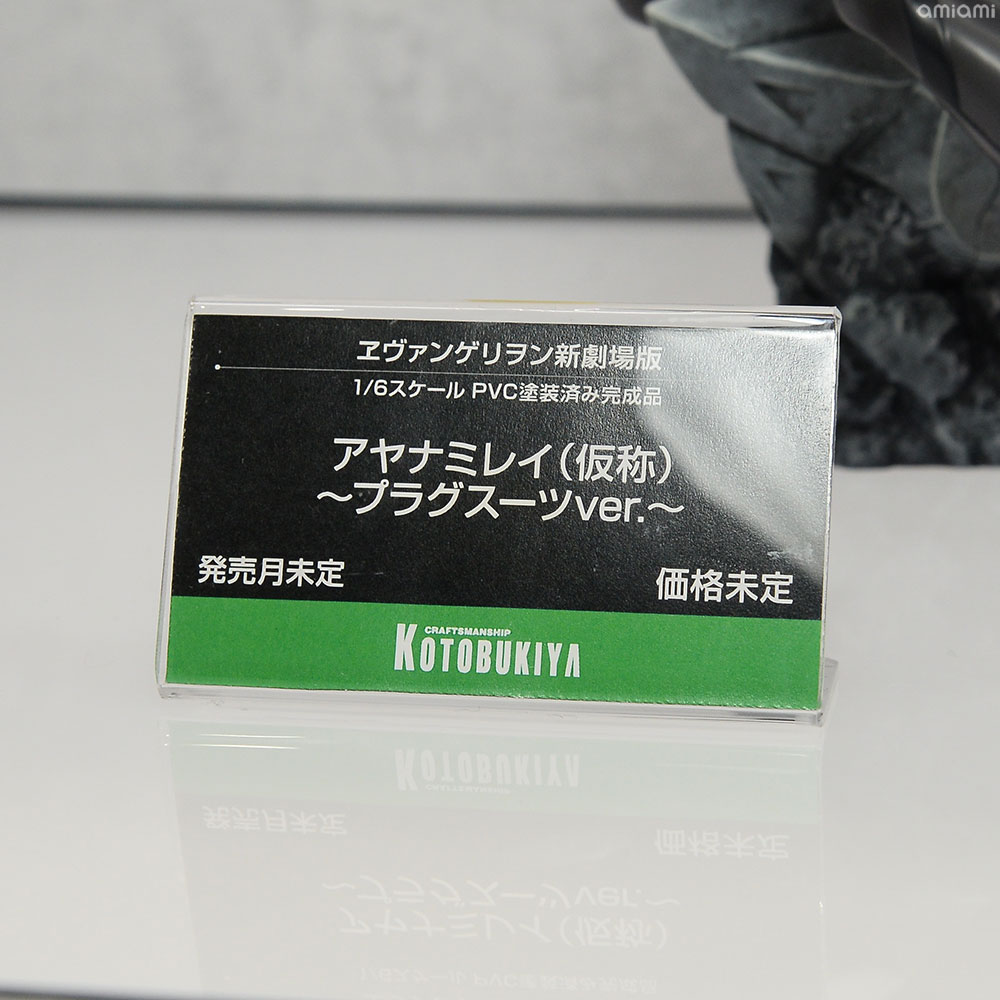 amiami
ヱヴァンゲリヲン新劇場版
1/6スケール PVC塗装済み完成品
アヤナミレイ（仮称）
～プラグスーツver.～
発売月未定
価格未定
CRAFTSMANSHIP
KOTOBUKIYA